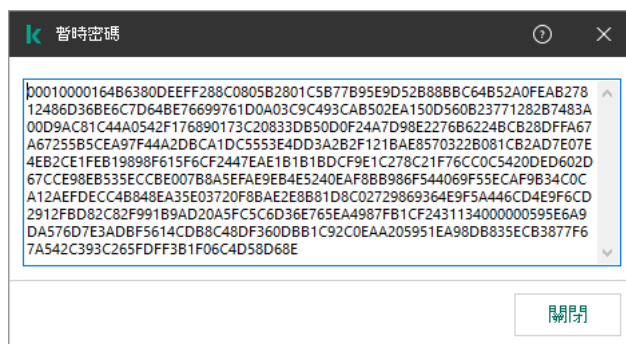 暫時密碼
00010000164B6380DEEFF288C0805B2801C5B77B95E9D52B88BBC64B52A0FEAB278
12486D36BE6C7D64BE76699761D0A03C9C493CAB502EA150D560B23771282B7483A
00D9AC81C44A0542F176890173C20833DB50D0F24A7D98E2276B6224BCB28DFFA67
A67255B5CEA97F44A2DBCA1DC5553E4DD3A2B2F121BAE8570322B081CB2AD7E07E
4EB2CE1FEB19898F615F6CF2447EAE1B1B1BDCF9E1C278C21F76CC0C5420DED602D
67CCE98EB535ECCBE007B8A5EFAE9EB4E5240EAF8BB986F544069F55ECAF9B34C0C
A12AEFDECC4B848EA35E03720F8BAE2E8B81D8C02729869364E9F5A446CD4E9F6CD
2912FBD82C82F991B9AD20A5FC5C6D36E765EA4987FB1CF2431134000000595E6A9
DA576D7E3ADBF5614CDB8C48DF360DBB1C92C0EAA205951EA98DB835ECB3877F6
7A542C393C265FDFF3B1F06C4D58D68E
關閉